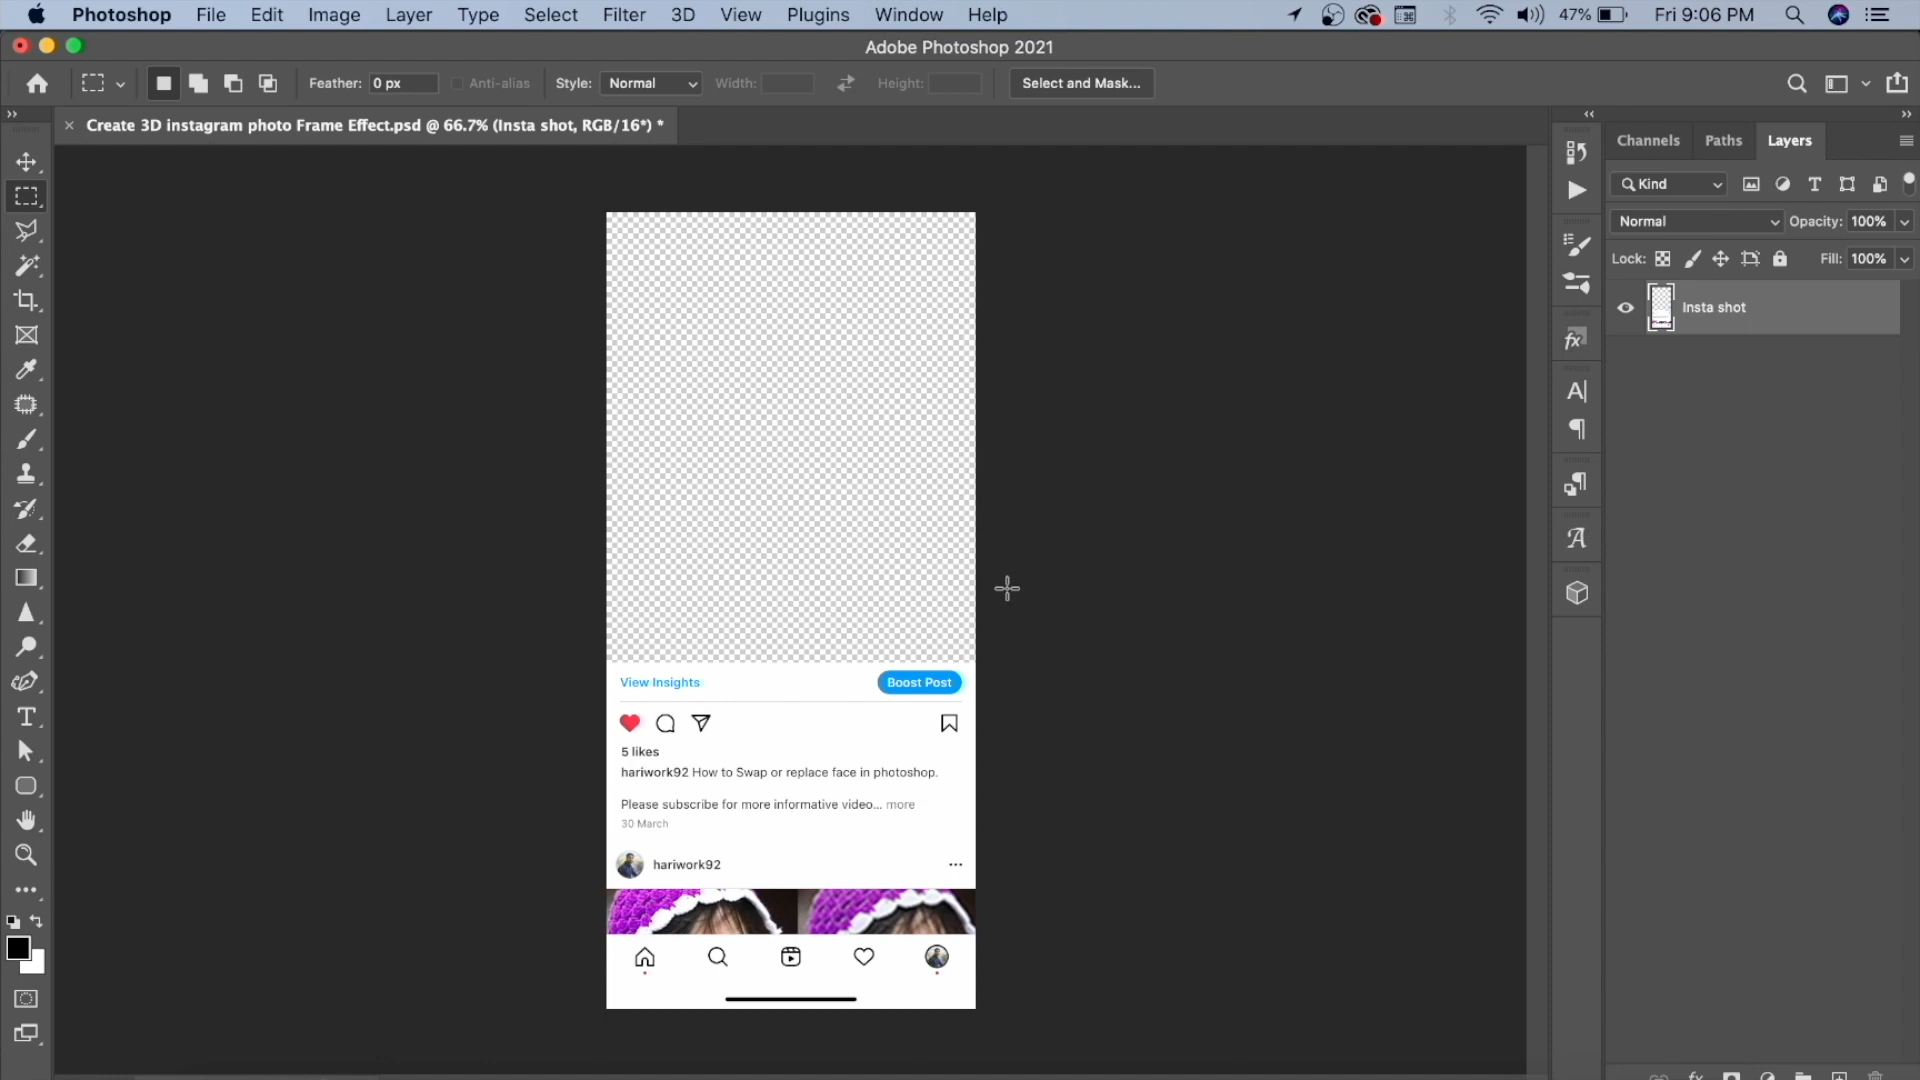 Photoshop File Edit Image Layer Type Select Filter 3D View Plugins Window Help 47% Fri 9:06 PM
Adobe Photoshop 2021
Feather: 0 px Anti-alias Style: Normal Width: Height: Select and Mask...
Create 3D instagram photo Frame Effect.psd @ 66.7% (Insta shot, RGB/16*) *
Channels Paths Layers
Kind
Normal Opacity: 100%
Lock: Fill: 100%
Insta shot
View Insights Boost Post
5 likes
hariwork92 How to Swap or replace face in photoshop.
Please subscribe for more informative video... more
30 March
hariwork92